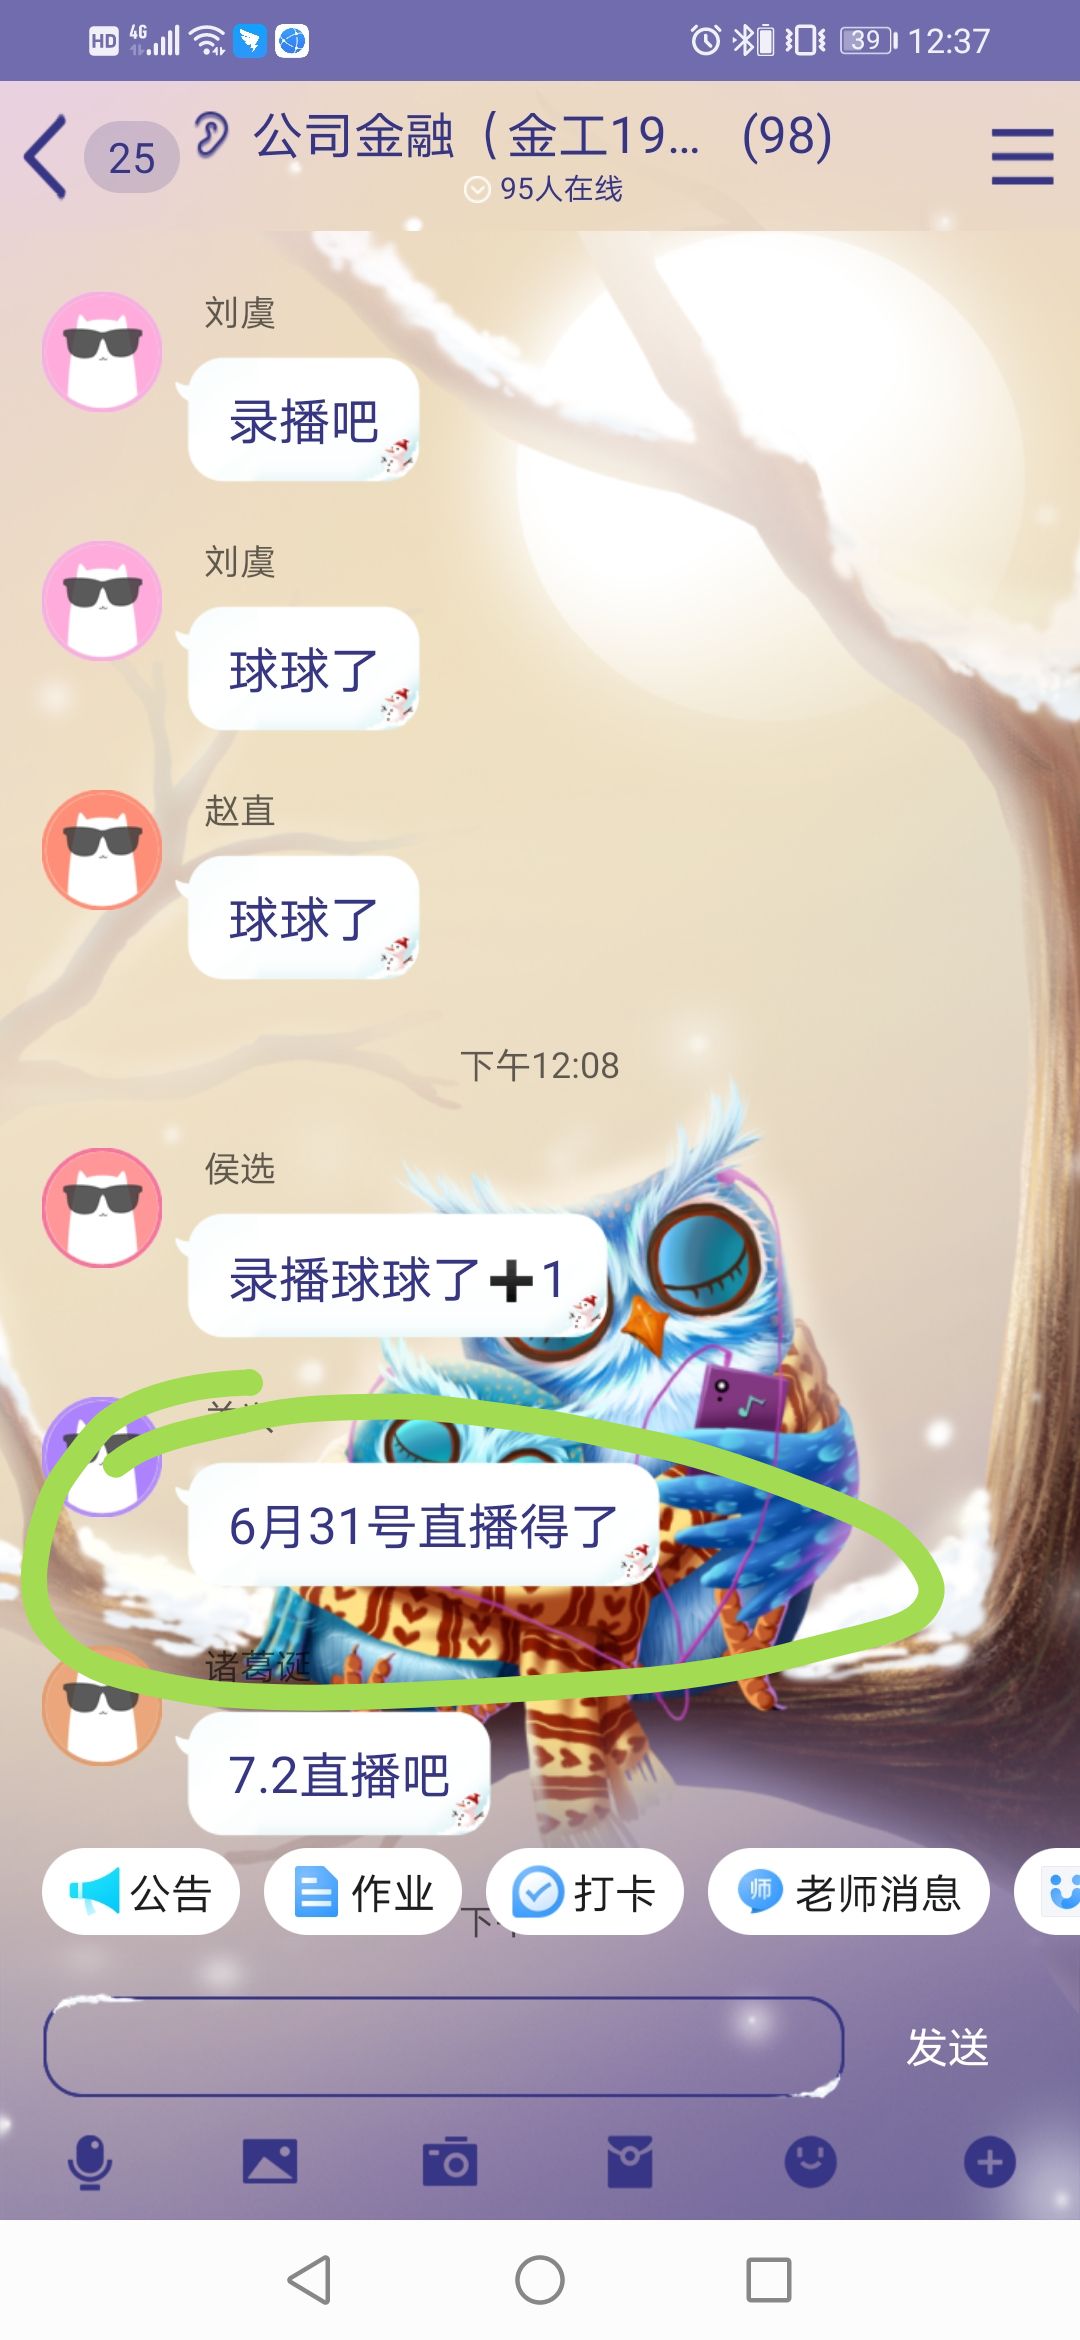 HD 4G 39 12:37
25 公司金融（金工19... (98)
95人在线
刘虞
录播吧
刘虞
球球了
赵直
球球了
下午12:08
侯选
录播球球了➕1
6月31号直播得了
诸葛诞
7.2直播吧
公告 作业 打卡 师 老师消息
下午
发送